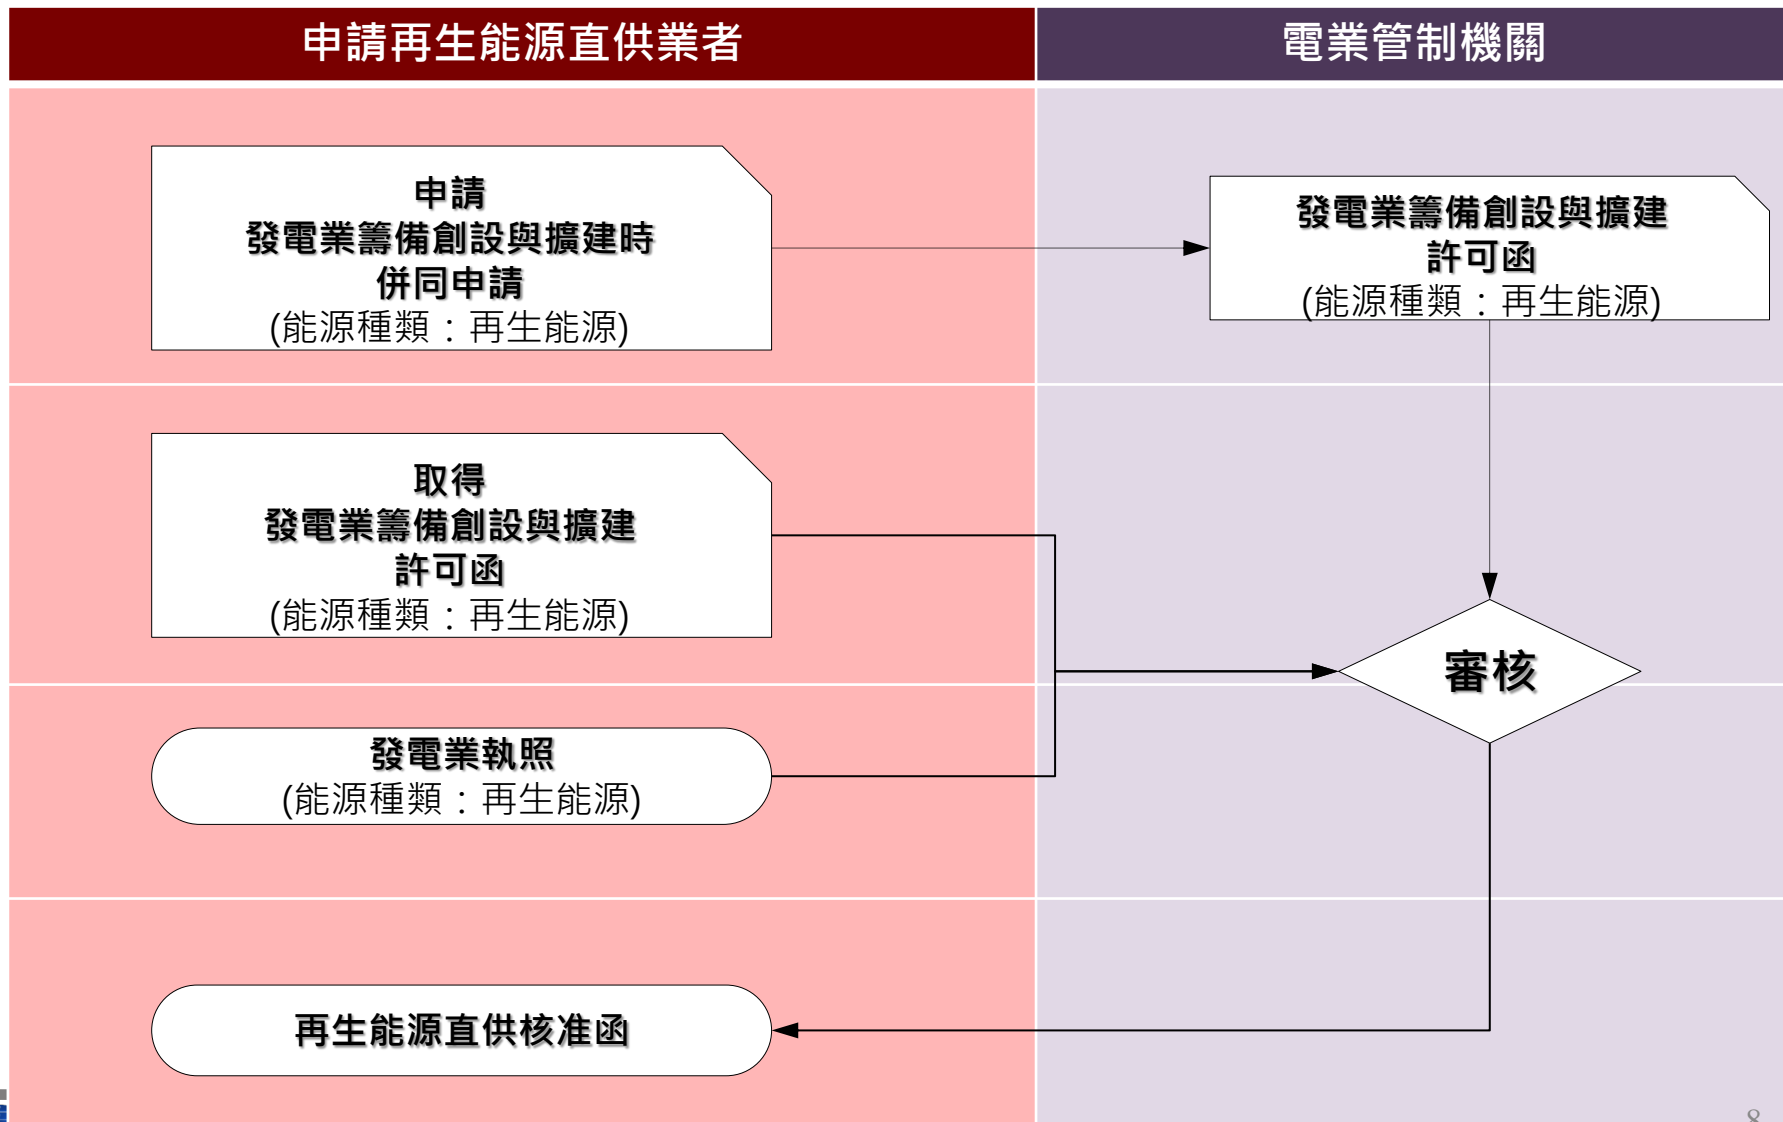 申請再生能源直供業者
電業管制機關
申請
發電業籌備創設與擴建時
併同申請
(能源種類：再生能源)
發電業籌備創設與擴建
許可函
(能源種類：再生能源)
取得
發電業籌備創設與擴建
許可函
(能源種類：再生能源)
審核
發電業執照
(能源種類：再生能源)
再生能源直供核准函
8